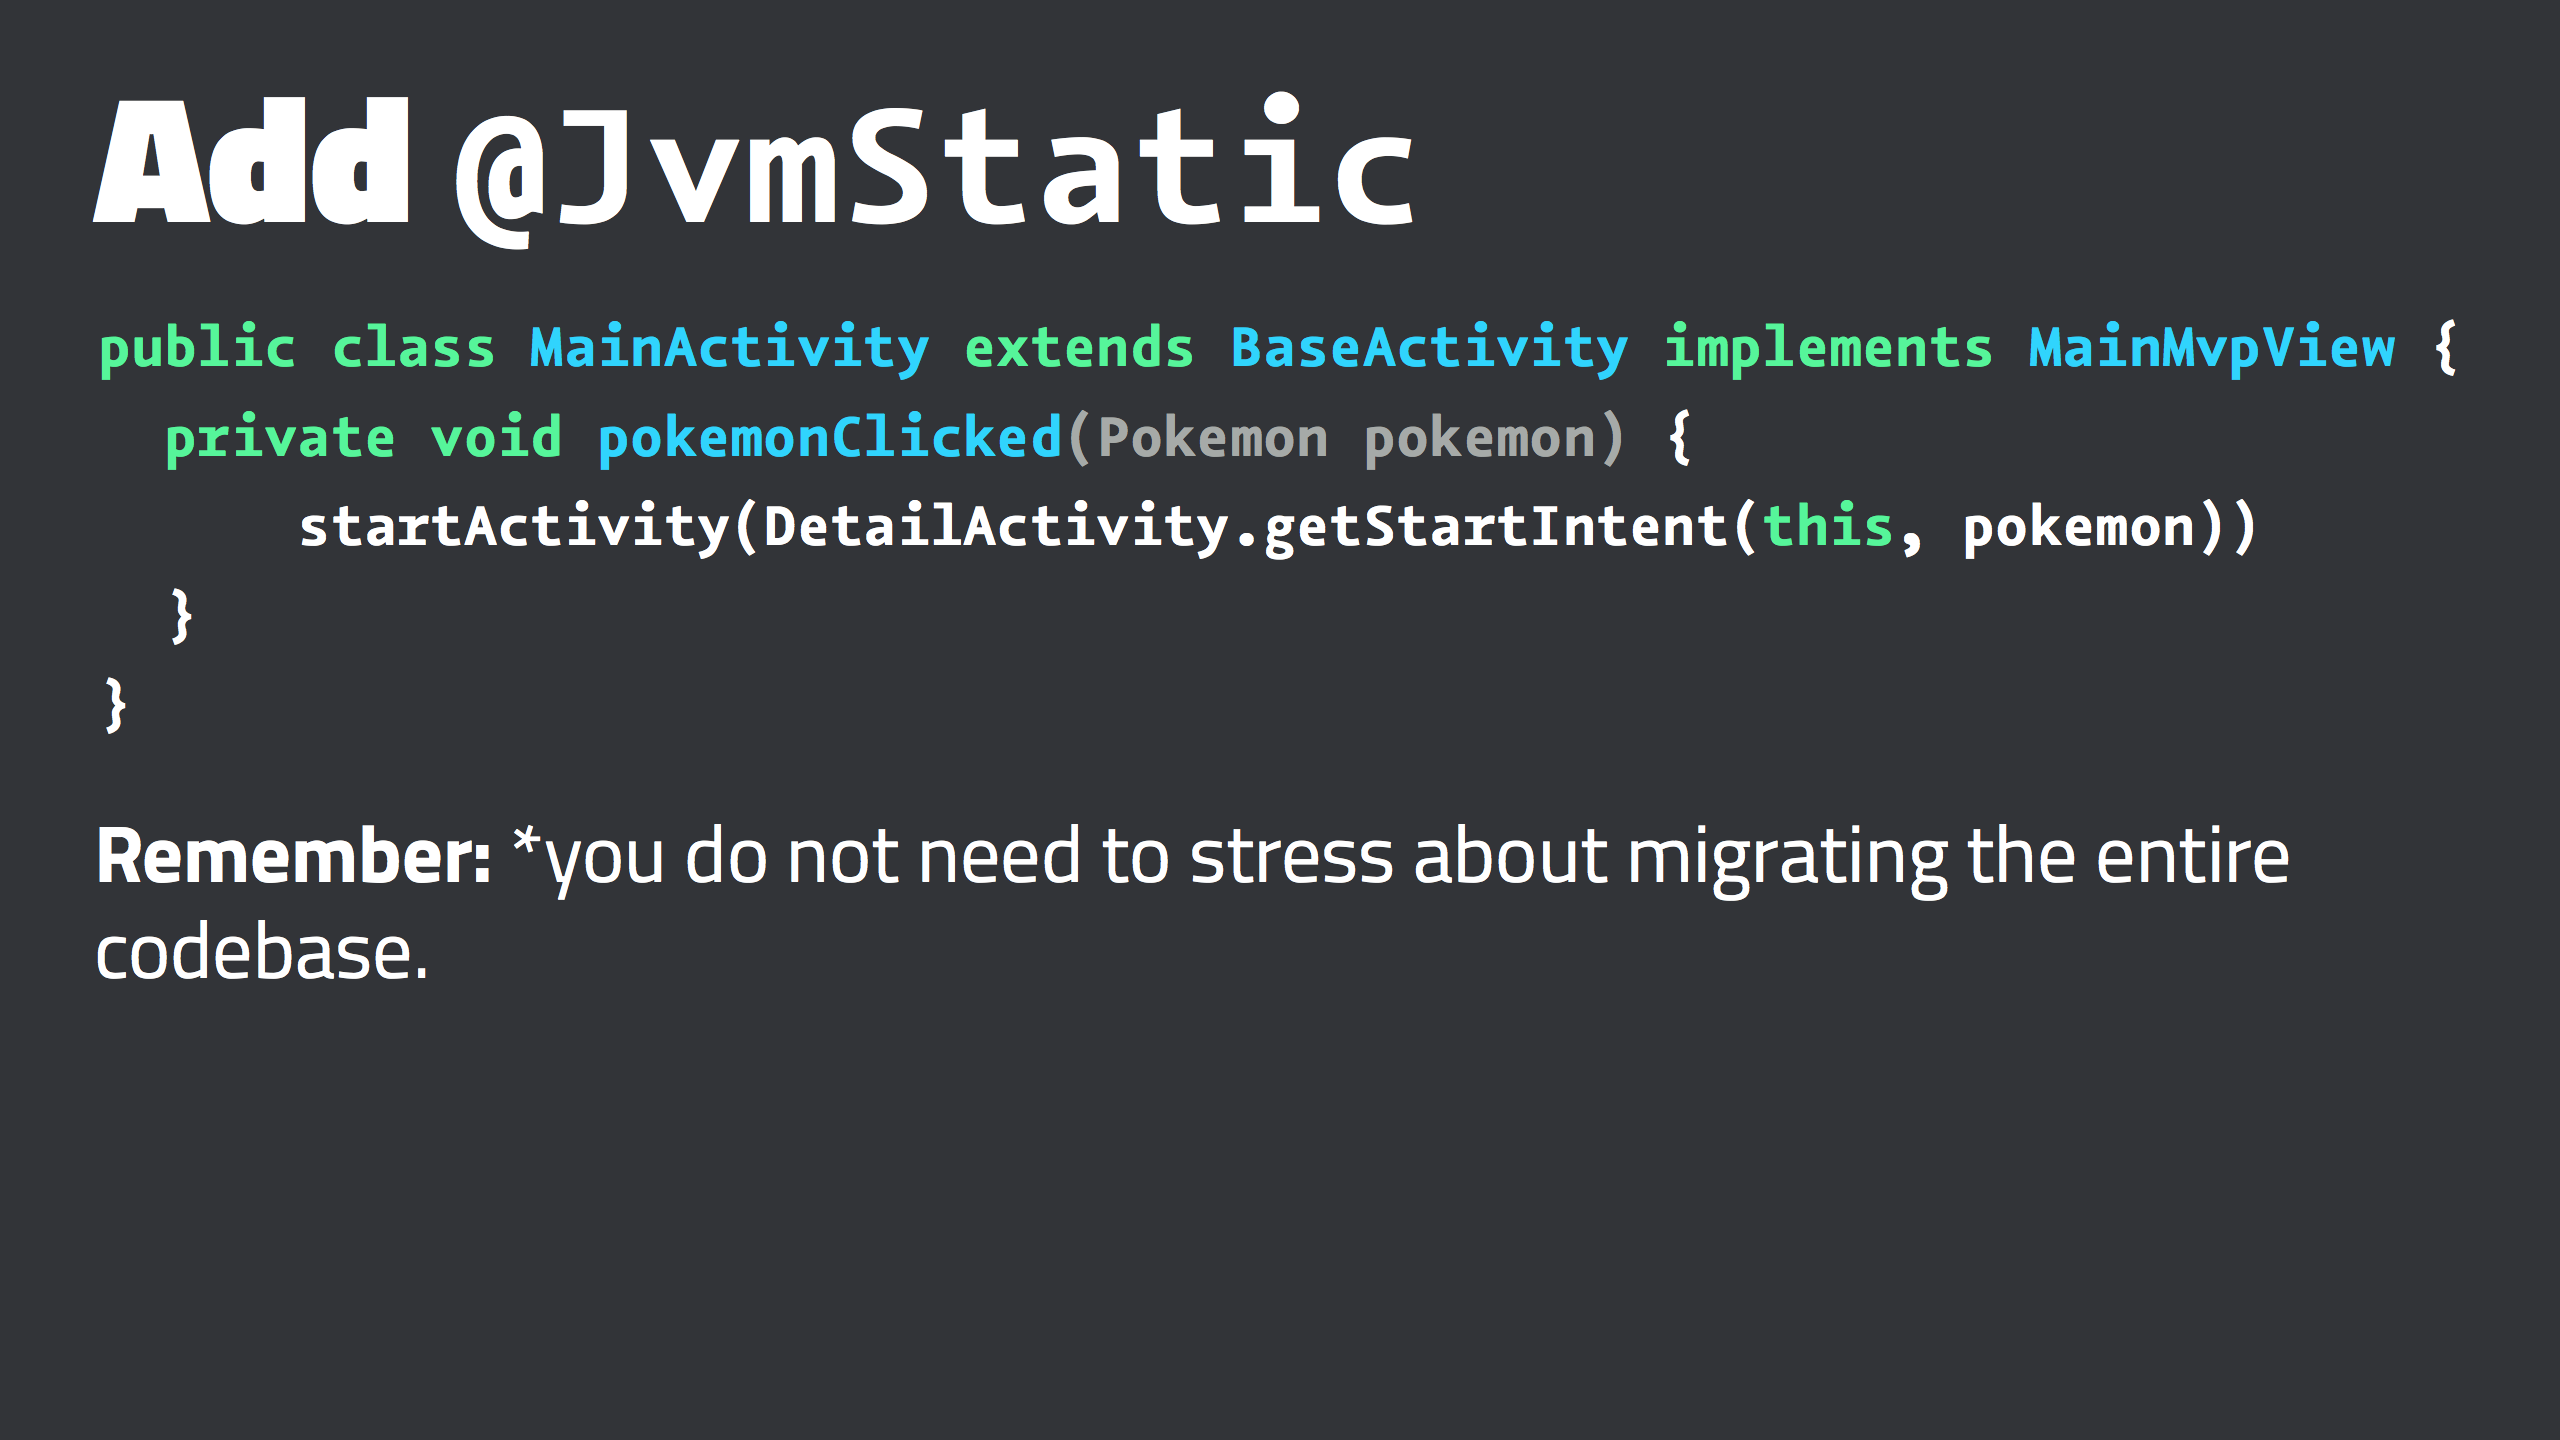 Add @JvmStatic
public class MainActivity extends BaseActivity implements MainMvpView {
  private void pokemonClicked(Pokemon pokemon) {
      startActivity(DetailActivity.getStartIntent(this, pokemon))
  }
}
Remember: *you do not need to stress about migrating the entire
codebase.